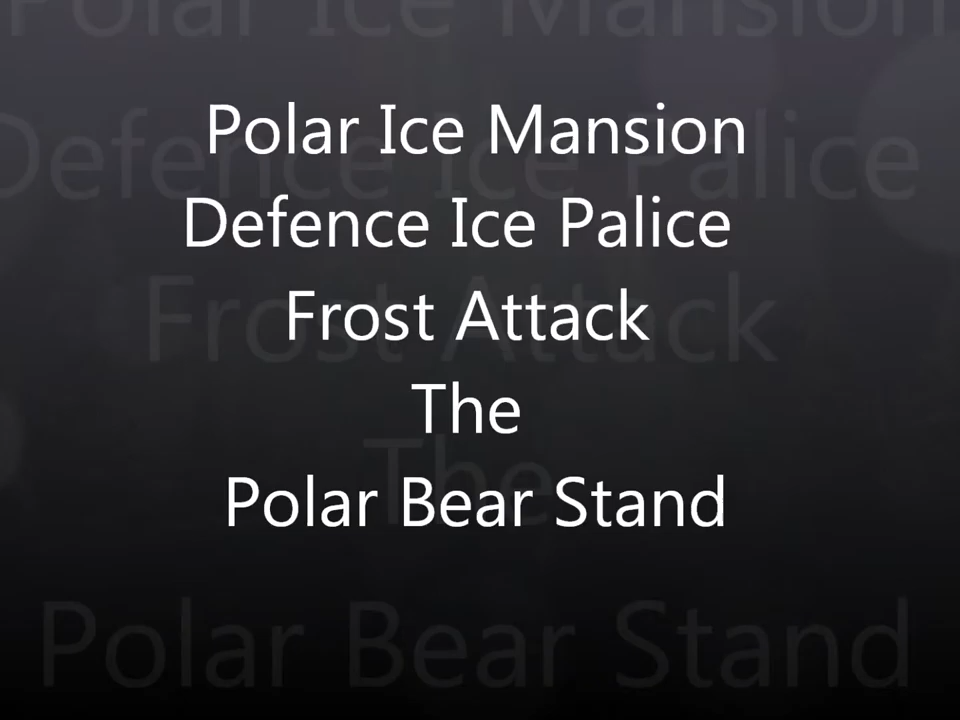 Polar Ice Mansion
Defence Ice Palice
Frost Attack
The
Polar Bear Stand